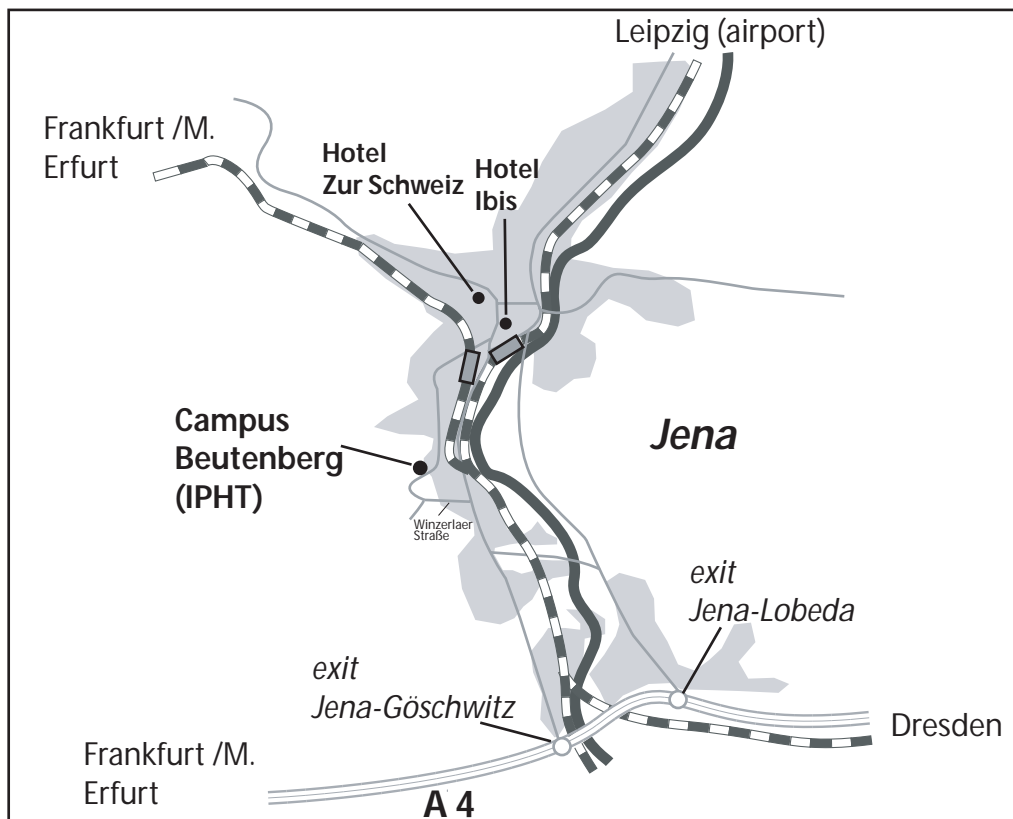 Leipzig (airport)
Frankfurt /M.
Erfurt
Hotel
Zur Schweiz
Hotel
Ibis
Campus
Beutenberg
(IPHT)
Jena
Winzerlaer
Straße
exit
Jena-Lobeda
exit
Jena-Göschwitz
Dresden
Frankfurt /M.
Erfurt
A 4